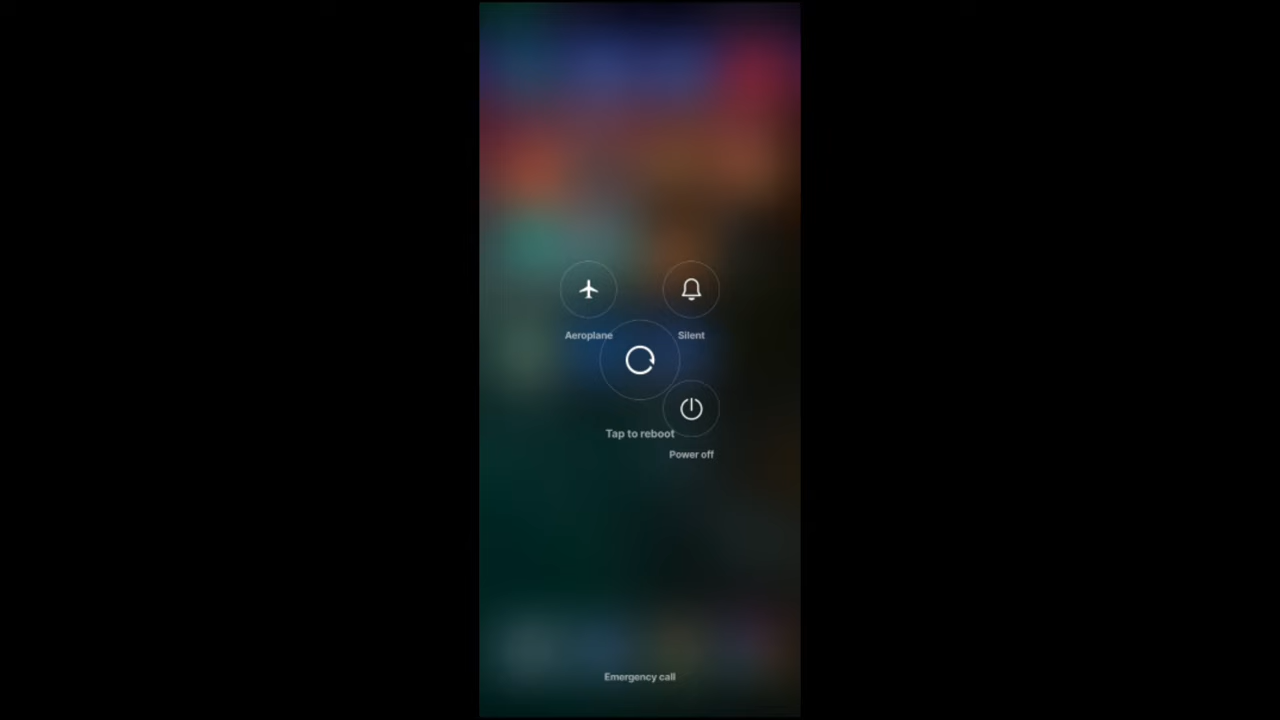 Aeroplane
Silent
Tap to reboot
Power off
Emergency call